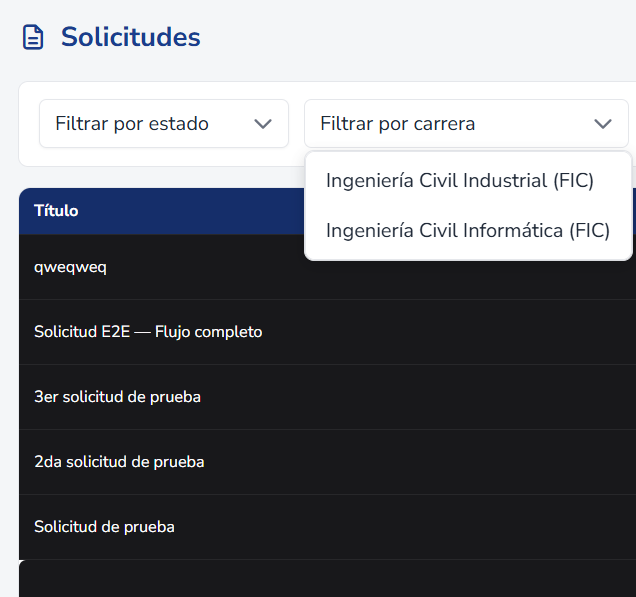 Solicitudes
Filtrar por estado
Filtrar por carrera
Ingeniería Civil Industrial (FIC)
Ingeniería Civil Informática (FIC)
Título
qweqweq
Solicitud E2E — Flujo completo
3er solicitud de prueba
2da solicitud de prueba
Solicitud de prueba